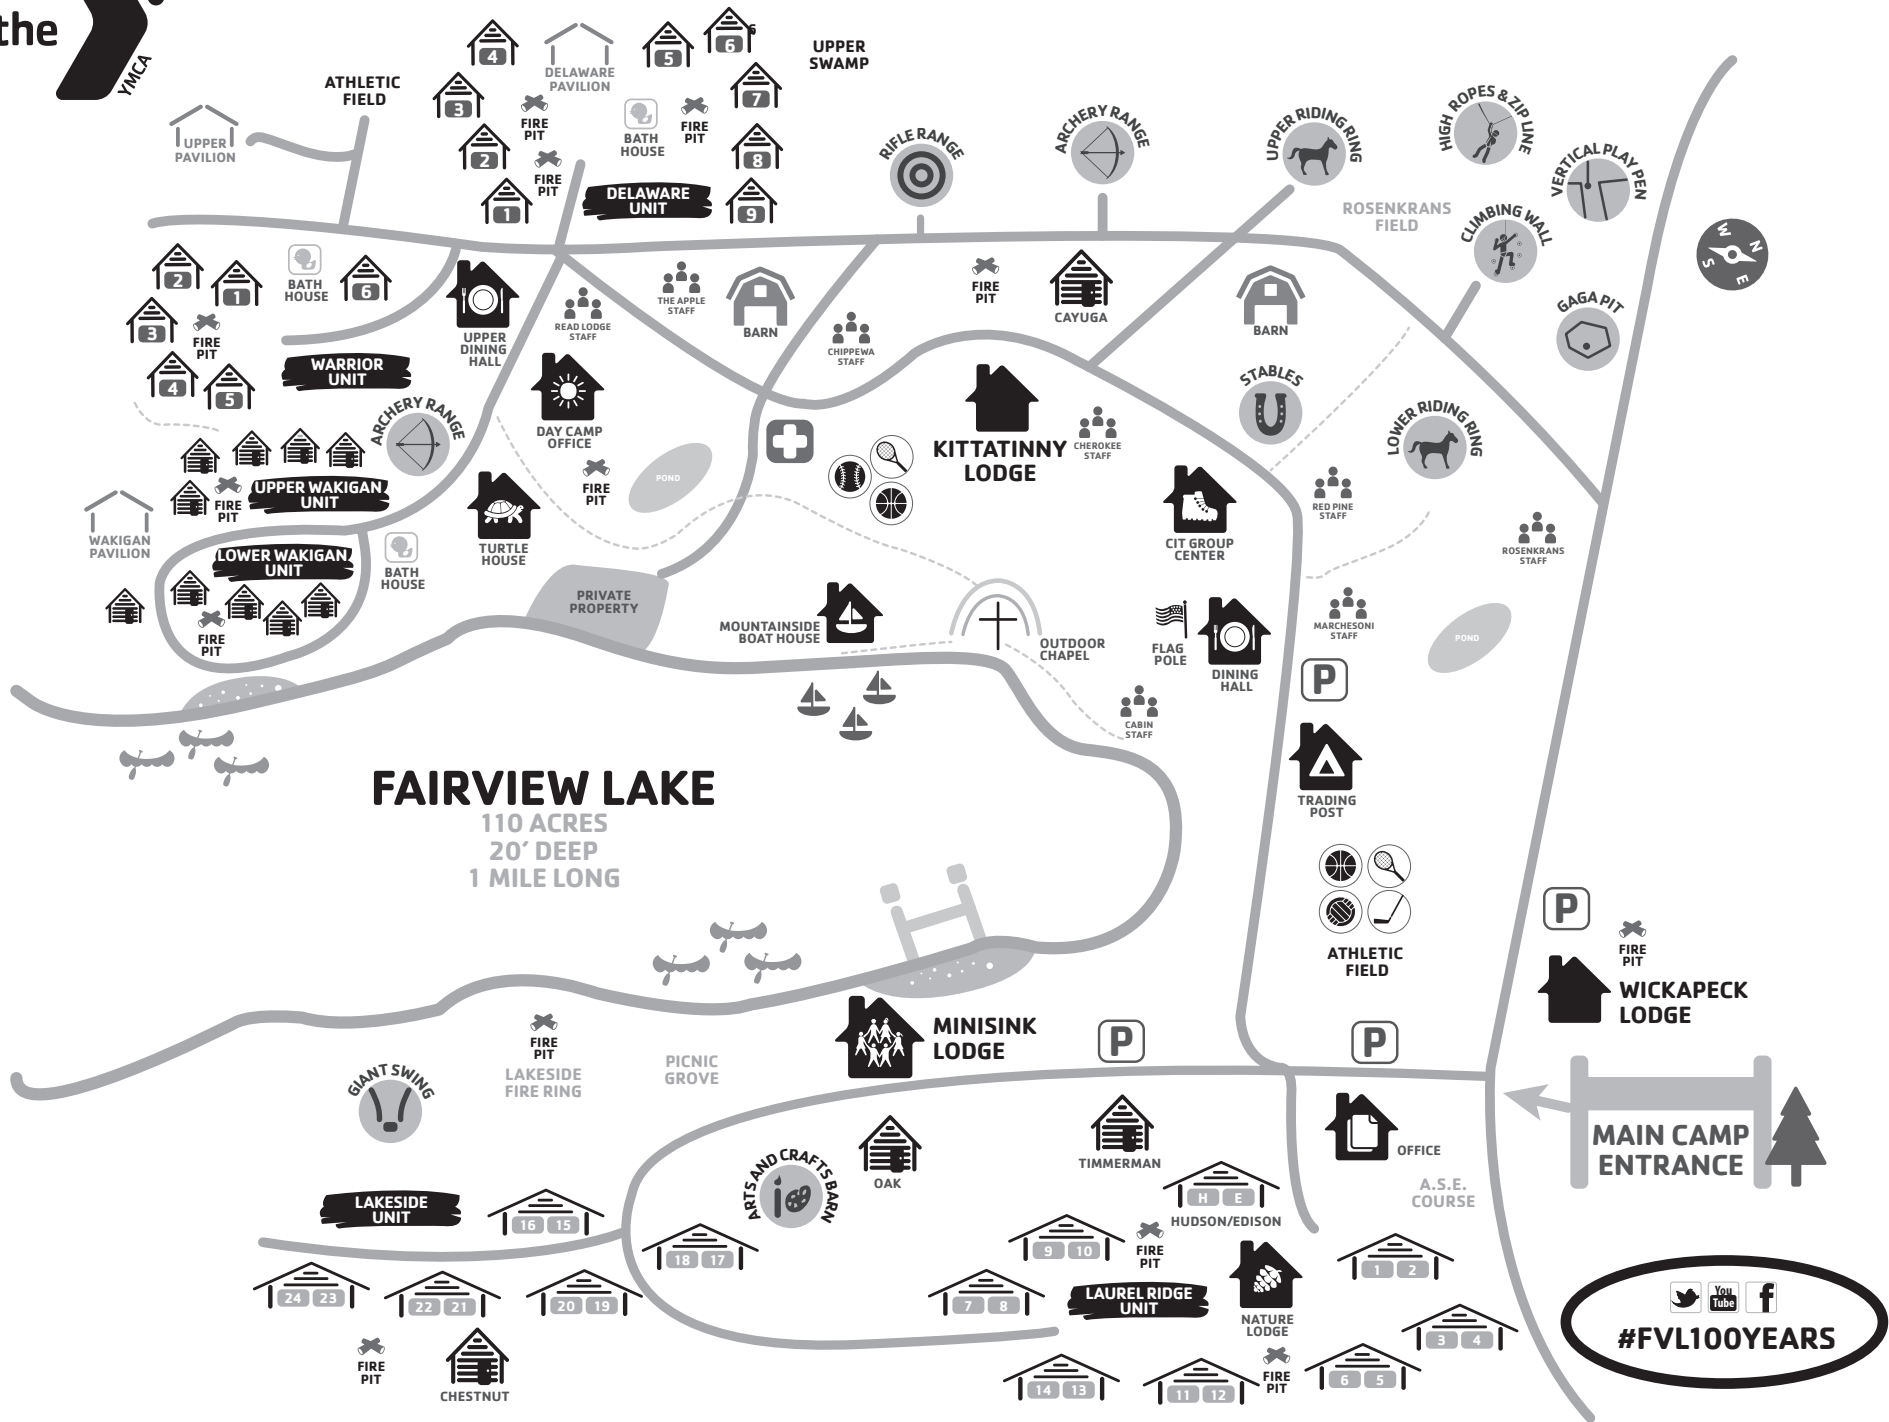 the
YMCA
UPPER
PAVILION
ATHLETIC
FIELD
4
DELAWARE
PAVILION
5
6
6
UPPER
SWAMP
3
FIRE
PIT
BATH
HOUSE
FIRE
PIT
7
2
FIRE
PIT
8
1
DELAWARE
UNIT
9
RIFLE RANGE
ARCHERY RANGE
UPPER RIDING RING
HIGH ROPES & ZIP LINE
VERTICAL PLAY PEN
ROSENKRANS
FIELD
CLIMBING WALL
GAGA PIT
W
N
S
E
2
1
BATH
HOUSE
6
3
FIRE
PIT
4
5
WARRIOR
UNIT
UPPER
DINING
HALL
READ LODGE
STAFF
THE APPLE
STAFF
BARN
CHIPPEWA
STAFF
FIRE
PIT
CAYUGA
BARN
ARCHERY RANGE
DAY CAMP
OFFICE
FIRE
PIT
POND
KITTATINNY
LODGE
CHEROKEE
STAFF
STABLES
LOWER RIDING RING
UPPER WAKIGAN
UNIT
FIRE
PIT
WAKIGAN
PAVILION
LOWER WAKIGAN
UNIT
FIRE
PIT
BATH
HOUSE
TURTLE
HOUSE
PRIVATE
PROPERTY
MOUNTAINSIDE
BOAT HOUSE
OUTDOOR
CHAPEL
CIT GROUP
CENTER
RED PINE
STAFF
ROSENKRANS
STAFF
FLAG
POLE
DINING
HALL
MARCHESONI
STAFF
POND
P
CABIN
STAFF
TRADING
POST
FAIRVIEW LAKE
110 ACRES
20' DEEP
1 MILE LONG
ATHLETIC
FIELD
P
FIRE
PIT
WICKAPECK
LODGE
FIRE
PIT
LAKESIDE
FIRE RING
PICNIC
GROVE
MINISINK
LODGE
P
P
GIANT SWING
MAIN CAMP
ENTRANCE
ARTS AND CRAFTS BARN
OAK
TIMMERMAN
OFFICE
H E
HUDSON/EDISON
A.S.E.
COURSE
LAKESIDE
UNIT
16 15
18 17
24 23
22 21
20 19
FIRE
PIT
CHESTNUT
9 10
FIRE
PIT
7 8
LAUREL RIDGE
UNIT
NATURE
LODGE
1 2
3 4
14 13
11 12
FIRE
PIT
6 5
You
Tube
f
#FVL100YEARS